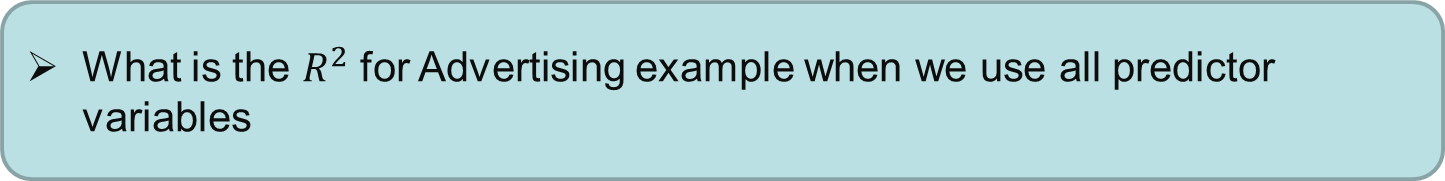 ➢ What is the 𝑅² for Advertising example when we use all predictor
variables